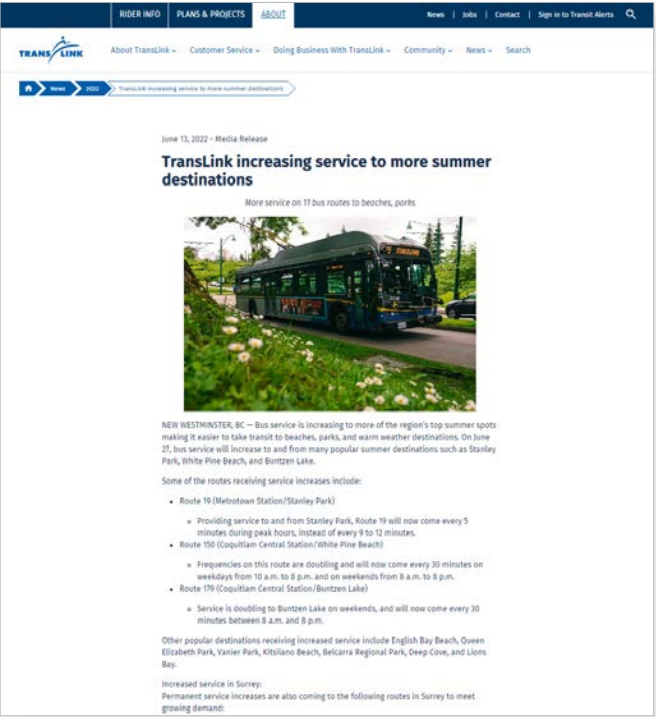 RIDER INFO PLANS & PROJECTS ABOUT
News | Jobs | Contact | Sign in to Transit Alerts
TRANS LINK
About TransLink Customer Service Doing Business With TransLink Community News Search
News 2022 TransLink increasing service to more summer destinations
June 13, 2022 - Media Release
TransLink increasing service to more summer
destinations
More service on 11 bus routes to beaches, parks
NEW WESTMINSTER, BC — Bus service is increasing to more of the region's top summer spots
making it easier to take transit to beaches, parks, and warm weather destinations. On June
27, bus service will increase to and from many popular summer destinations such as Stanley
Park, White Pine Beach, and Buntzen Lake.
Some of the routes receiving service increases include:
• Route 19 (Metrotown Station/Stanley Park)
Providing service to and from Stanley Park, Route 19 will now come every 5
minutes during peak hours, instead of every 9 to 12 minutes.
• Route 150 (Coquitlam Central Station/White Pine Beach)
Frequencies on this route are doubling and will now come every 30 minutes on
weekdays from 10 a.m. to 8 p.m. and on weekends from 8 a.m. to 8 p.m.
• Route 179 (Coquitlam Central Station/Buntzen Lake)
Service is doubling to Buntzen Lake on weekends, and will now come every 30
minutes between 8 a.m. and 8 p.m.
Other popular destinations receiving increased service include English Bay Beach, Queen
Elizabeth Park, Vanier Park, Kitsilano Beach, Belcarra Regional Park, Deep Cove, and Lions
Bay.
Increased service in Surrey:
Permanent service increases are also coming to the following routes in Surrey to meet
growing demand: